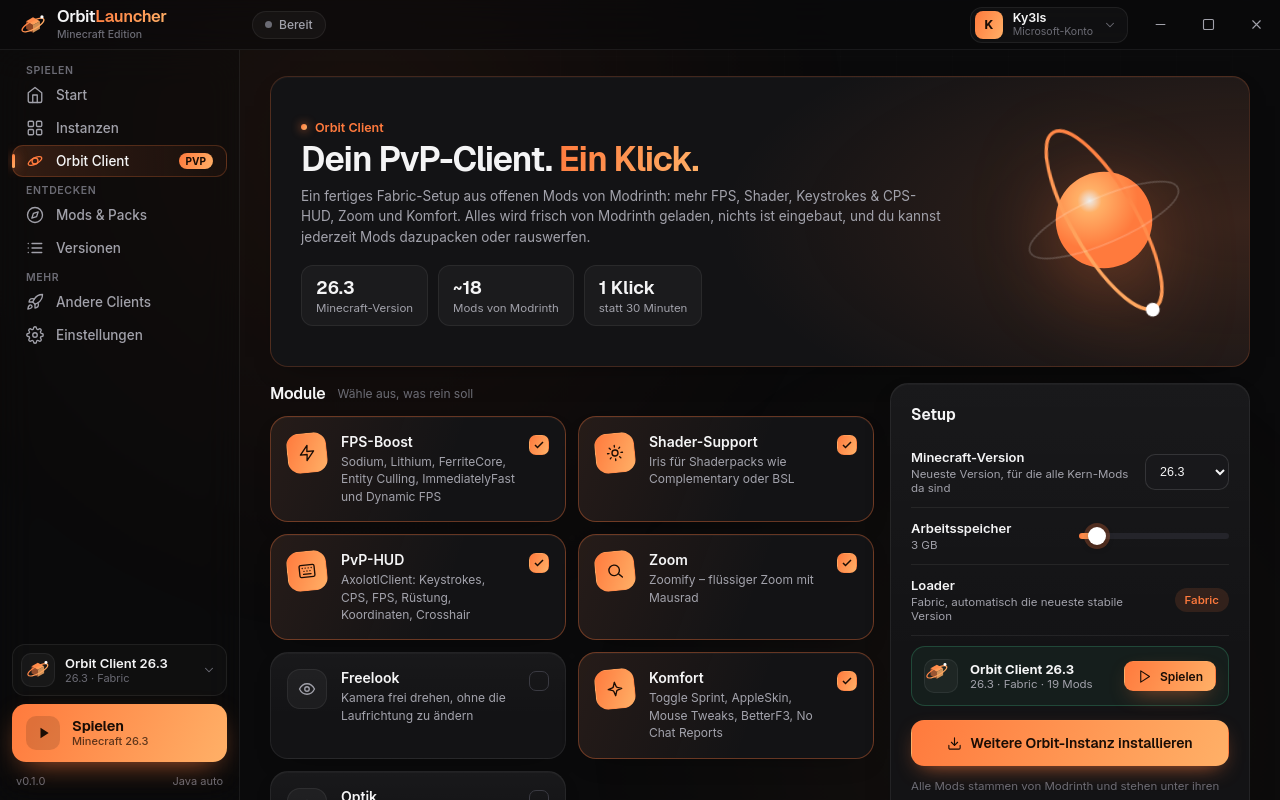 OrbitLauncher
Minecraft Edition
Bereit
K
Ky3ls
Microsoft-Konto
SPIELEN
Start
Instanzen
Orbit Client
PVP
ENTDECKEN
Mods & Packs
Versionen
MEHR
Andere Clients
Einstellungen
Orbit Client 26.3
26.3 · Fabric
Spielen
Minecraft 26.3
v0.1.0
Java auto
Orbit Client
Dein PvP-Client. Ein Klick.
Ein fertiges Fabric-Setup aus offenen Mods von Modrinth: mehr FPS, Shader, Keystrokes & CPS-
HUD, Zoom und Komfort. Alles wird frisch von Modrinth geladen, nichts ist eingebaut, und du kannst
jederzeit Mods dazupacken oder rauswerfen.
26.3
Minecraft-Version
~18
Mods von Modrinth
1 Klick
statt 30 Minuten
Module
Wähle aus, was rein soll
FPS-Boost
Sodium, Lithium, FerriteCore,
Entity Culling, ImmediatelyFast
und Dynamic FPS
Shader-Support
Iris für Shaderpacks wie
Complementary oder BSL
PvP-HUD
AxolotlClient: Keystrokes,
CPS, FPS, Rüstung,
Koordinaten, Crosshair
Zoom
Zoomify – flüssiger Zoom mit
Mausrad
Freelook
Kamera frei drehen, ohne die
Laufrichtung zu ändern
Komfort
Toggle Sprint, AppleSkin,
Mouse Tweaks, BetterF3, No
Chat Reports
Optik
Setup
Minecraft-Version
Neueste Version, für die alle Kern-Mods
da sind
26.3
Arbeitsspeicher
3 GB
Loader
Fabric, automatisch die neueste stabile
Version
Fabric
Orbit Client 26.3
26.3 · Fabric · 19 Mods
Spielen
Weitere Orbit-Instanz installieren
Alle Mods stammen von Modrinth und stehen unter ihren